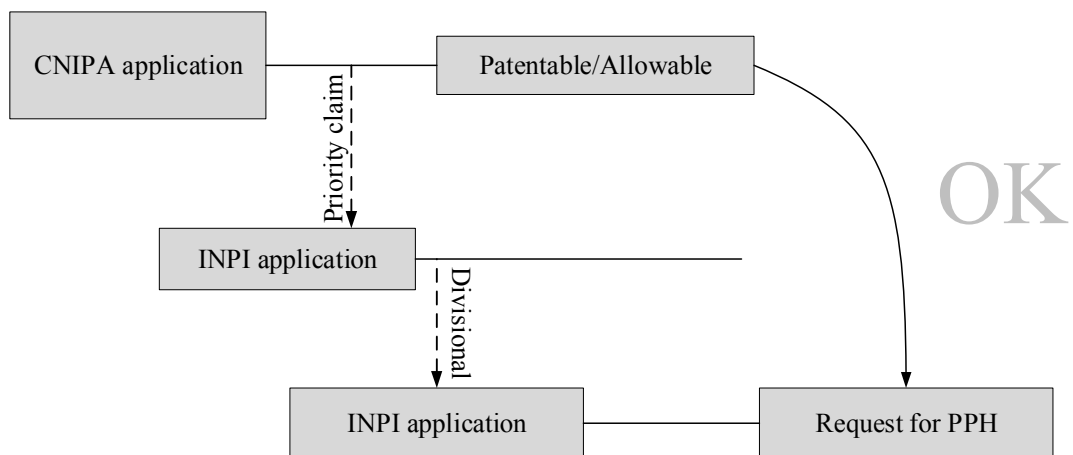 CNIPA application
Patentable/Allowable
Priority claim
OK
INPI application
Divisional
INPI application
Request for PPH